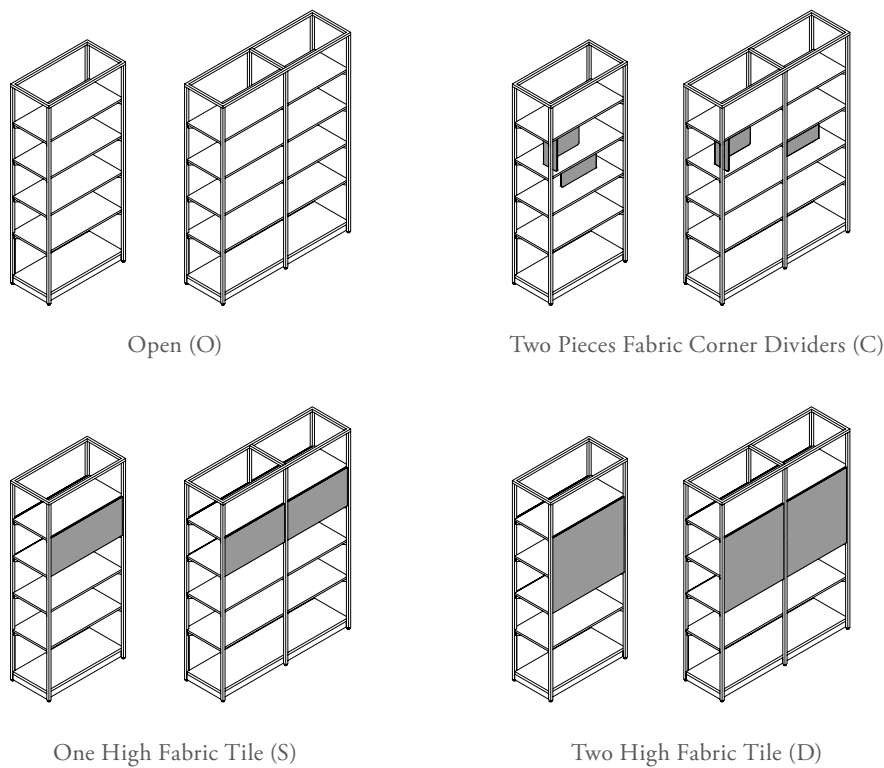 Open (O)
Two Pieces Fabric Corner Dividers (C)
One High Fabric Tile (S)
Two High Fabric Tile (D)